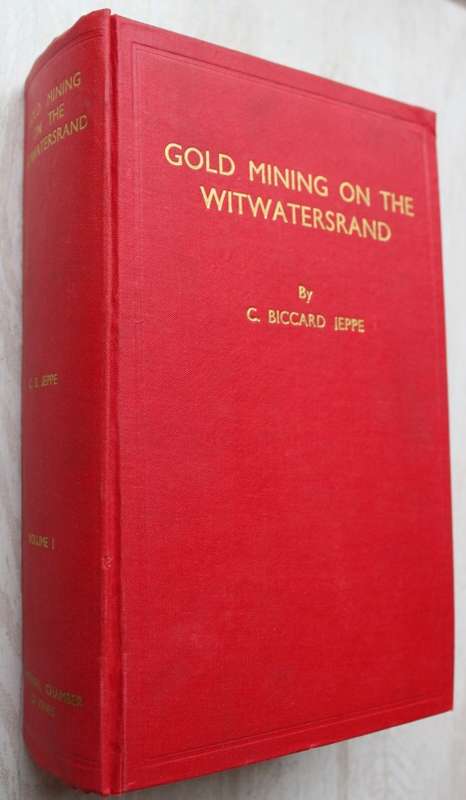 GOLD MINING
ON THE
WITWATERSRAND
C. B. JEPPE
VOLUME I
CHAMBER
OF MINES
GOLD MINING ON THE
WITWATERSRAND
By
C. BICCARD JEPPE